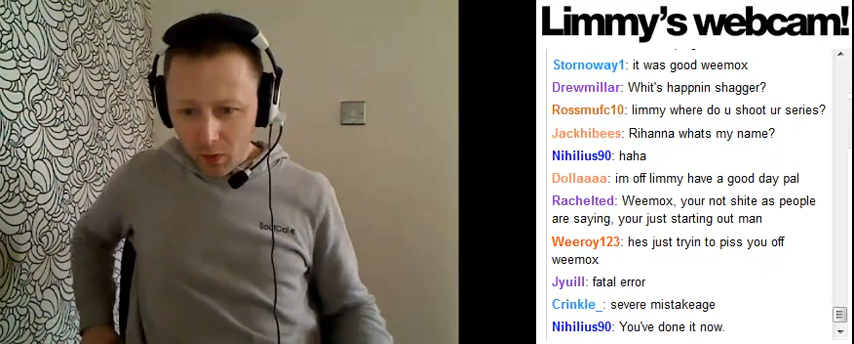 Limmy's webcam!
Stornoway1: it was good weemox
Drewmillar: Whit's happnin shagger?
Rossmufc10: limmy where do u shoot ur series?
Jackhibees: Rihanna whats my name?
Nihilius90: haha
Dollaaaa: im off limmy have a good day pal
Rachelted: Weemox, your not shite as people
are saying, your just starting out man
Weeroy123: hes just tryin to piss you off
weemox
Jyuill: fatal error
Crinkle_: severe mistakeage
Nihilius90: You've done it now.
SoulCal